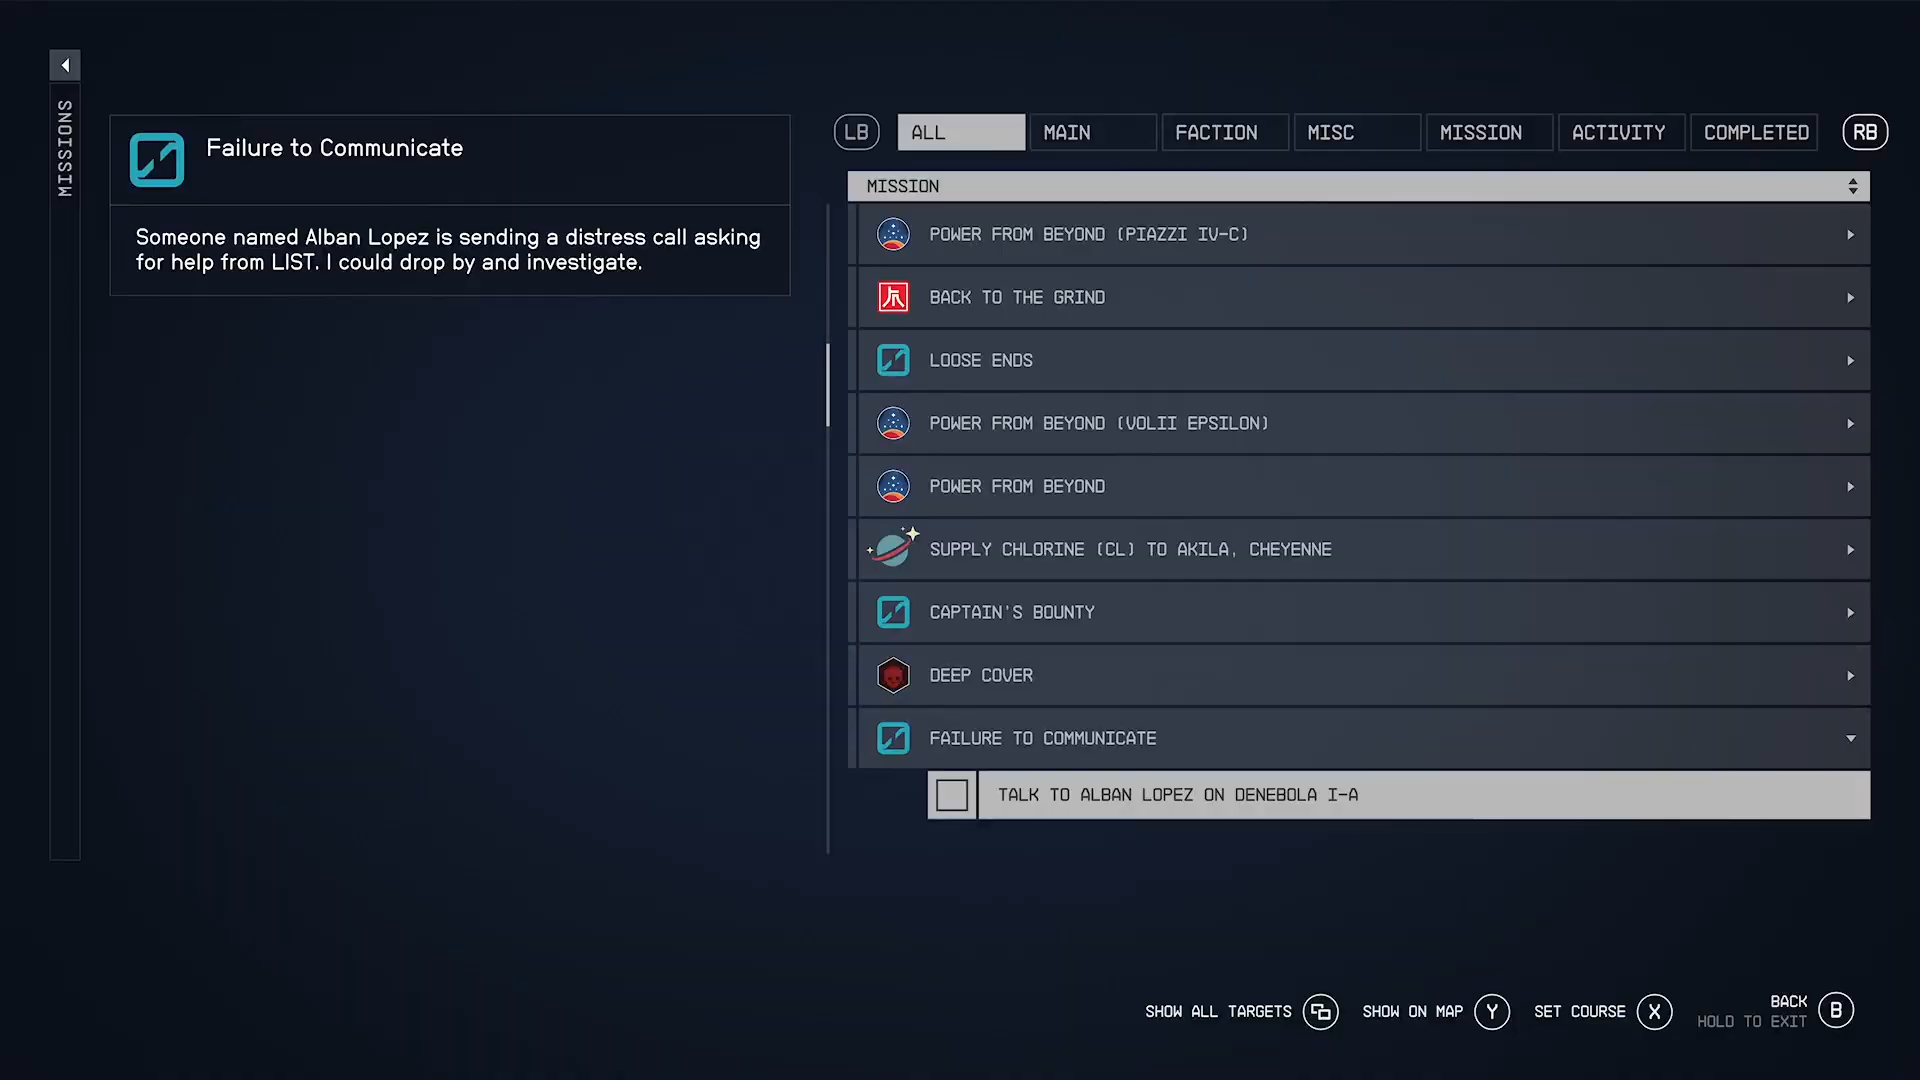 MISSIONS
Failure to Communicate
Someone named Alban Lopez is sending a distress call asking
for help from LIST. I could drop by and investigate.
LB ALL MAIN FACTION MISC MISSION ACTIVITY COMPLETED RB
MISSION
POWER FROM BEYOND (PIAZZI IV-C)
BACK TO THE GRIND
LOOSE ENDS
POWER FROM BEYOND (VOLII EPSILON)
POWER FROM BEYOND
SUPPLY CHLORINE (CL) TO AKILA, CHEYENNE
CAPTAIN'S BOUNTY
DEEP COVER
FAILURE TO COMMUNICATE
TALK TO ALBAN LOPEZ ON DENEBOLA I-A
SHOW ALL TARGETS SHOW ON MAP Y SET COURSE X BACK B
HOLD TO EXIT